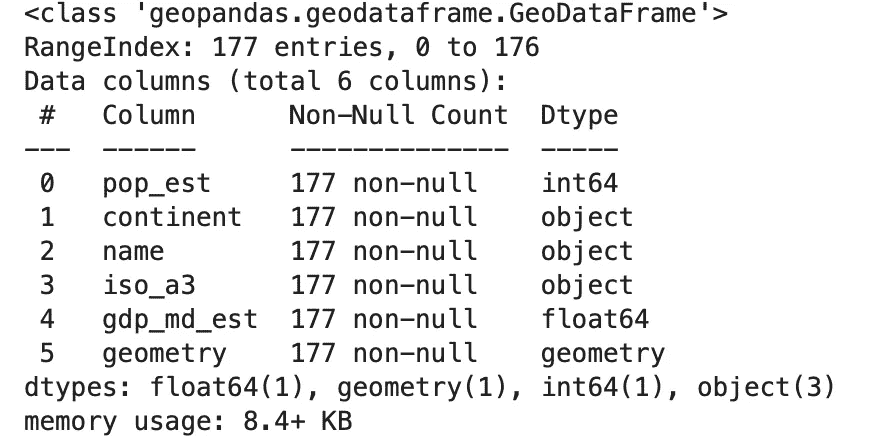 <class 'geopandas.geodataframe.GeoDataFrame'>
RangeIndex: 177 entries, 0 to 176
Data columns (total 6 columns):
 #   Column      Non-Null Count  Dtype
---  ------      --------------  -----
 0   pop_est     177 non-null    int64
 1   continent   177 non-null    object
 2   name        177 non-null    object
 3   iso_a3      177 non-null    object
 4   gdp_md_est  177 non-null    float64
 5   geometry    177 non-null    geometry
dtypes: float64(1), geometry(1), int64(1), object(3)
memory usage: 8.4+ KB